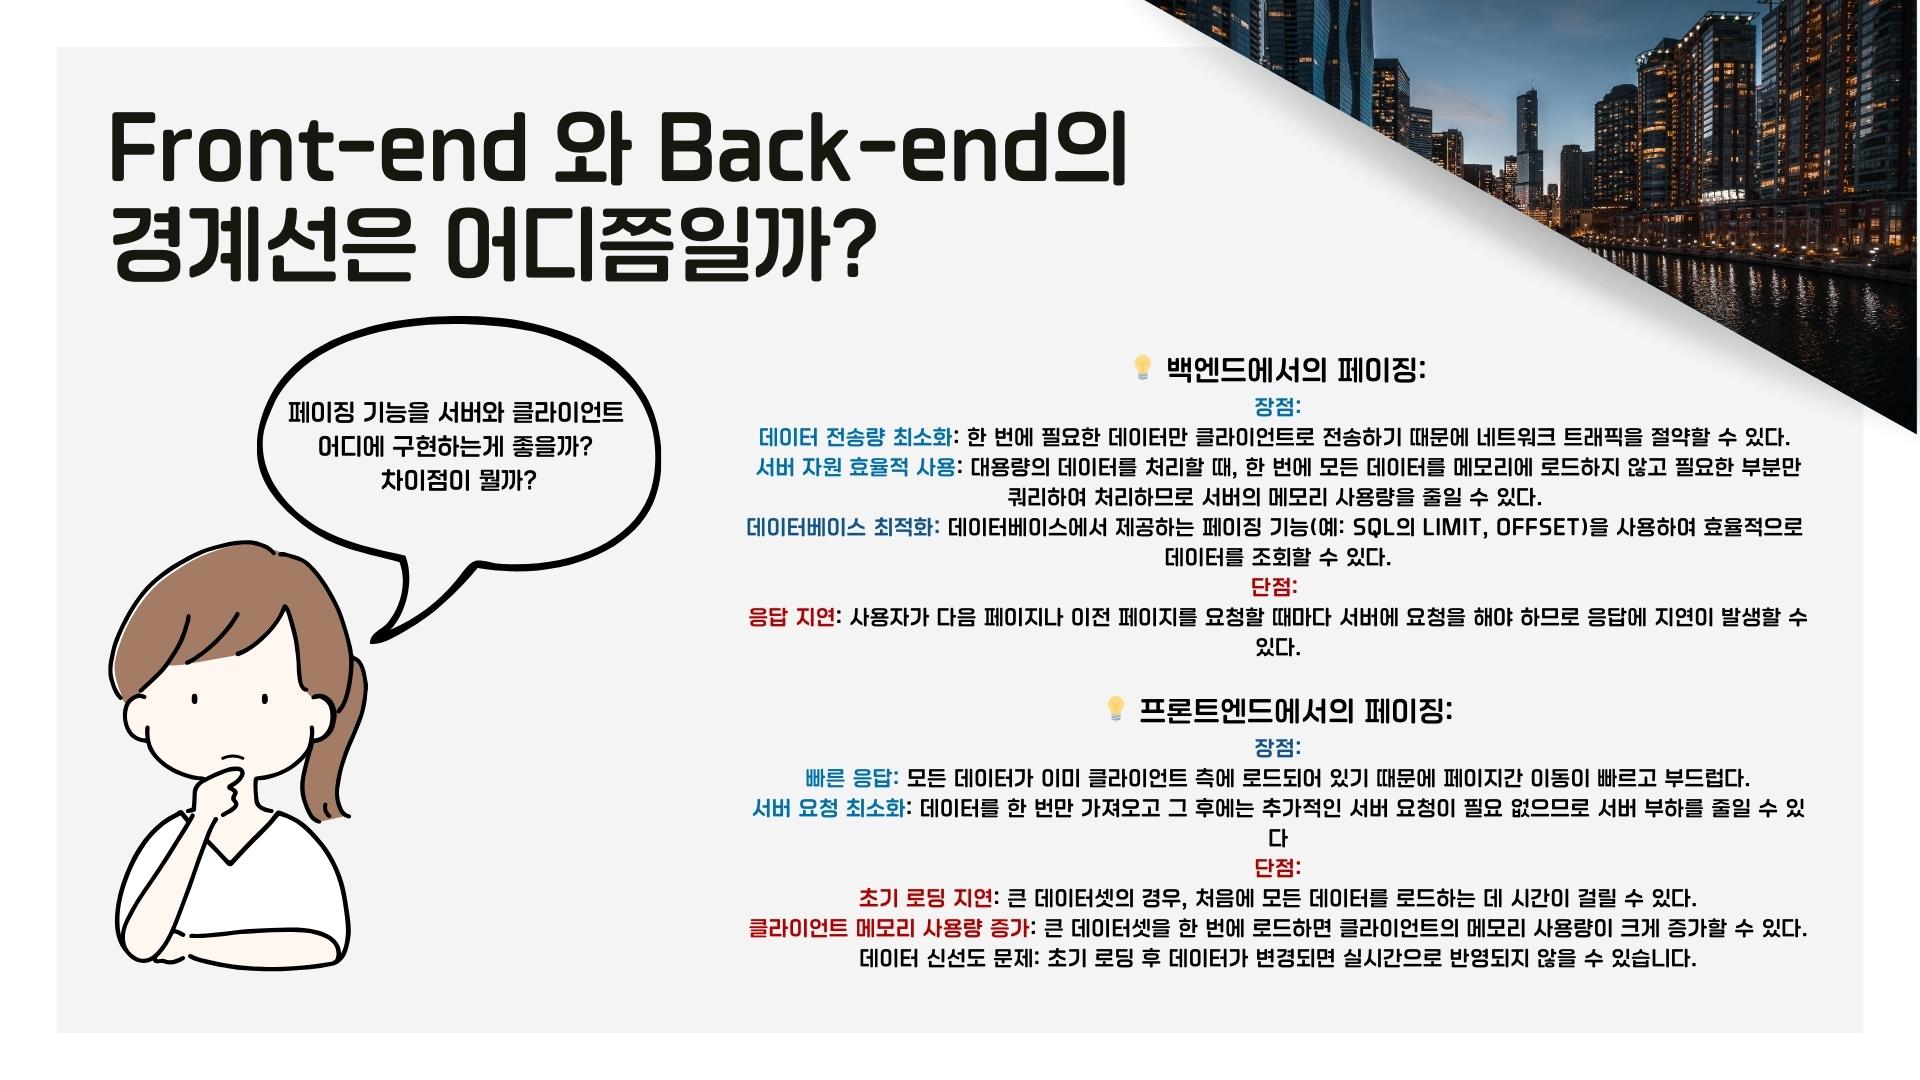 Front-end 와 Back-end의
경계선은 어디쯤일까?
페이징 기능을 서버와 클라이언트
어디에 구현하는게 좋을까?
차이점이 뭘까?
백엔드에서의 페이징:
장점:
데이터 전송량 최소화: 한 번에 필요한 데이터만 클라이언트로 전송하기 때문에 네트워크 트래픽을 절약할 수 있다.
서버 자원 효율적 사용: 대용량의 데이터를 처리할 때, 한 번에 모든 데이터를 메모리에 로드하지 않고 필요한 부분만
쿼리하여 처리하므로 서버의 메모리 사용량을 줄일 수 있다.
데이터베이스 최적화: 데이터베이스에서 제공하는 페이징 기능(예: SQL의 LIMIT, OFFSET)을 사용하여 효율적으로
데이터를 조회할 수 있다.
단점:
응답 지연: 사용자가 다음 페이지나 이전 페이지를 요청할 때마다 서버에 요청을 해야 하므로 응답에 지연이 발생할 수
있다.
프론트엔드에서의 페이징:
장점:
빠른 응답: 모든 데이터가 이미 클라이언트 측에 로드되어 있기 때문에 페이지간 이동이 빠르고 부드럽다.
서버 요청 최소화: 데이터를 한 번만 가져오고 그 후에는 추가적인 서버 요청이 필요 없으므로 서버 부하를 줄일 수 있
다
단점:
초기 로딩 지연: 큰 데이터셋의 경우, 처음에 모든 데이터를 로드하는 데 시간이 걸릴 수 있다.
클라이언트 메모리 사용량 증가: 큰 데이터셋을 한 번에 로드하면 클라이언트의 메모리 사용량이 크게 증가할 수 있다.
데이터 신선도 문제: 초기 로딩 후 데이터가 변경되면 실시간으로 반영되지 않을 수 있습니다.